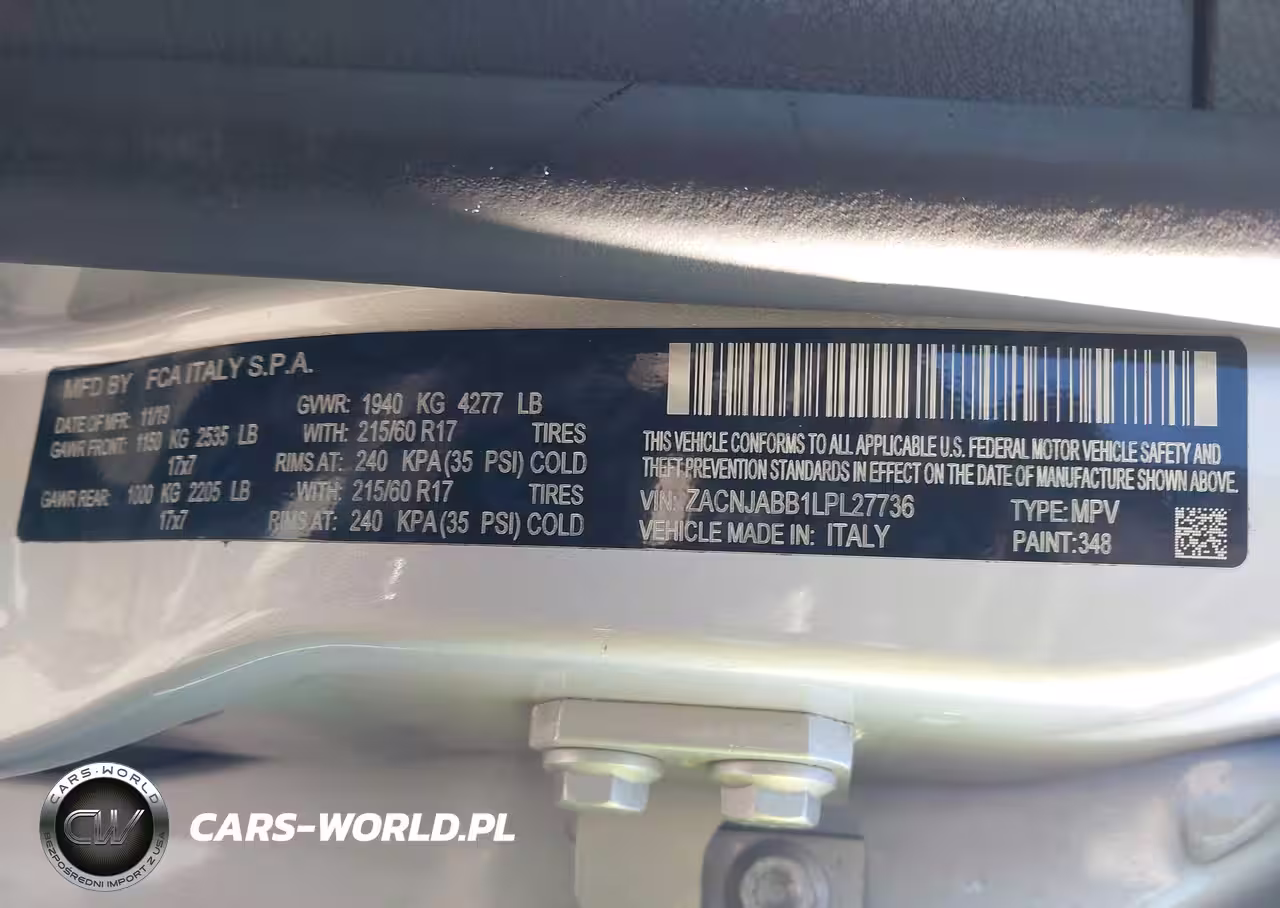 MFD BY FCA ITALY S.P.A.
DATE OF MFR: 11/19 GVWR: 1940 KG 4277 LB
GAWR FRONT: 1150 KG 2535 LB WITH: 215/60 R17 TIRES
17x7 RIMS AT: 240 KPA (35 PSI) COLD
GAWR REAR: 1000 KG 2205 LB WITH: 215/60 R17 TIRES
17x7 RIMS AT: 240 KPA (35 PSI) COLD
THIS VEHICLE CONFORMS TO ALL APPLICABLE U.S. FEDERAL MOTOR VEHICLE SAFETY AND
THEFT PREVENTION STANDARDS IN EFFECT ON THE DATE OF MANUFACTURE SHOWN ABOVE.
VIN: ZACNJABB1LPL27736 TYPE: MPV
VEHICLE MADE IN: ITALY PAINT:348
CARS-WORLD
CW
BEZPOŚREDNI IMPORT Z USA
CARS-WORLD.PL